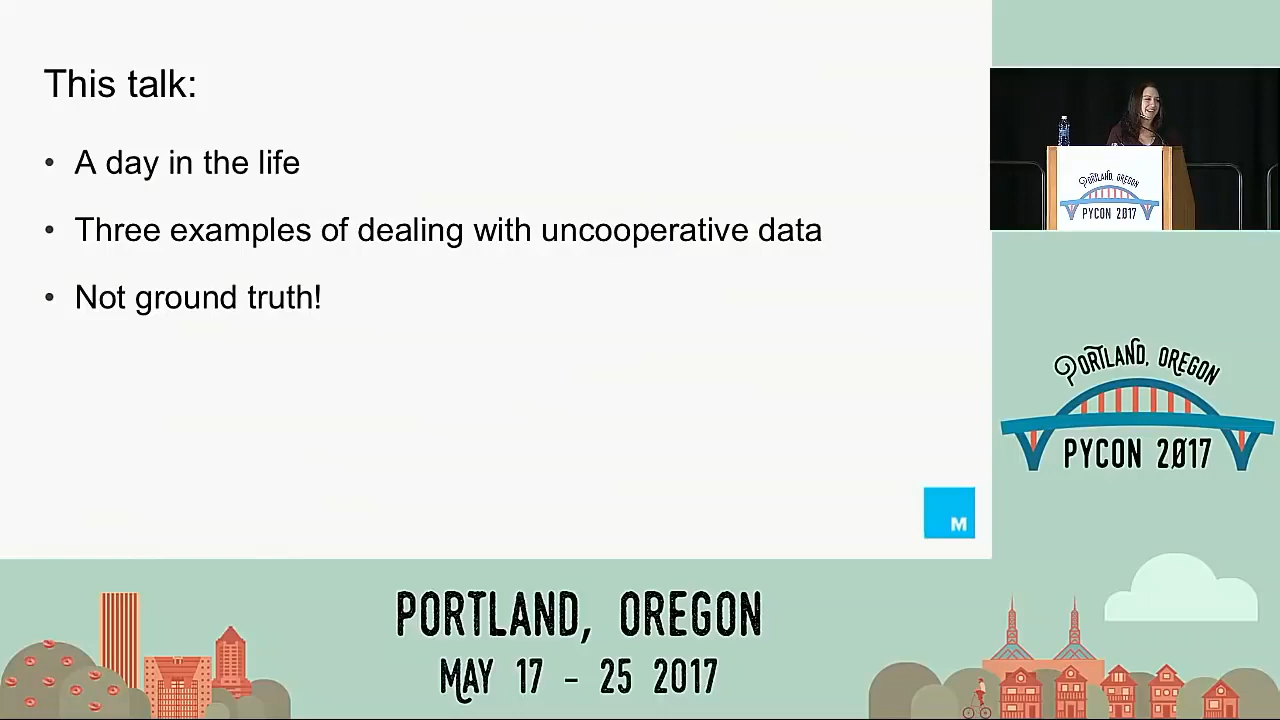 This talk:
• A day in the life
• Three examples of dealing with uncooperative data
• Not ground truth!
M
PORTLAND, OREGON
PYCON 2017
PORTLAND, OREGON
PYCON 2017
PORTLAND, OREGON
MAY 17 - 25 2017